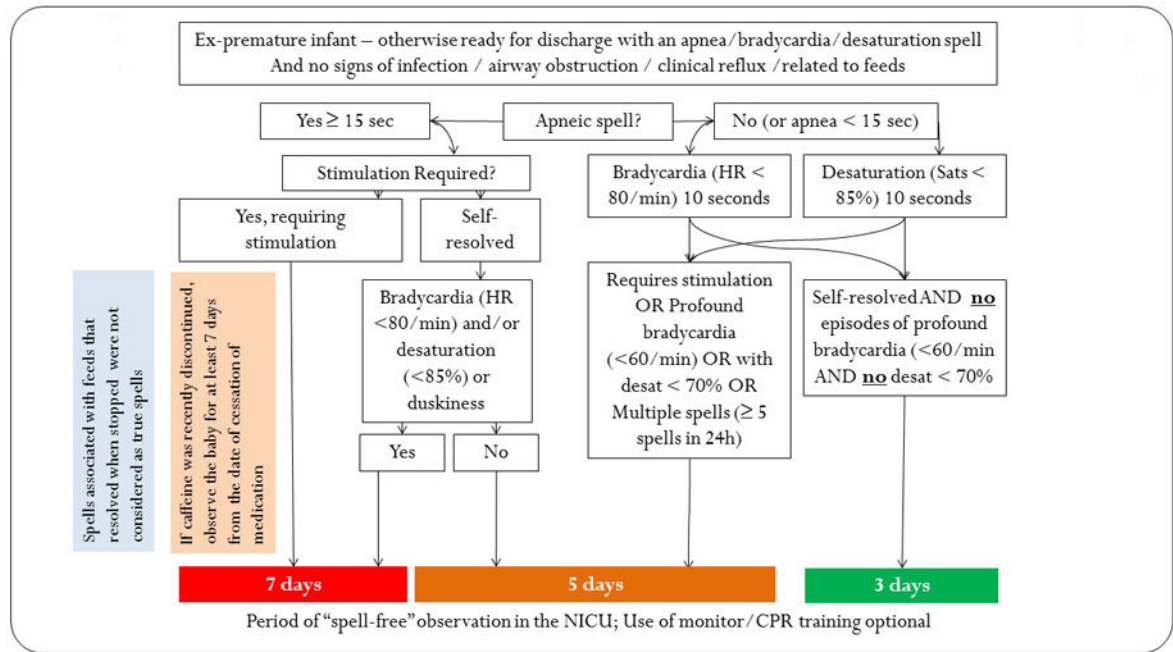 Ex-premature infant – otherwise ready for discharge with an apnea/bradycardia/desaturation spell
And no signs of infection / airway obstruction / clinical reflux /related to feeds
Yes ≥ 15 sec
Apneic spell?
No (or apnea < 15 sec)
Stimulation Required?
Bradycardia (HR <
80/min) 10 seconds
Desaturation (Sats <
85%) 10 seconds
Yes, requiring
stimulation
Self-
resolved
Spells associated with feeds that
resolved when stopped were not
considered as true spells
If caffeine was recently discontinued,
observe the baby for at least 7 days
from the date of cessation of
medication
Bradycardia (HR
<80/min) and/or
desaturation
(<85%) or
duskiness
Requires stimulation
OR Profound
bradycardia
(<60/min) OR with
desat < 70% OR
Multiple spells (≥ 5
spells in 24h)
Self-resolved AND no
episodes of profound
bradycardia (<60/min
AND no desat < 70%
Yes
No
7 days
5 days
3 days
Period of “spell-free” observation in the NICU; Use of monitor/CPR training optional